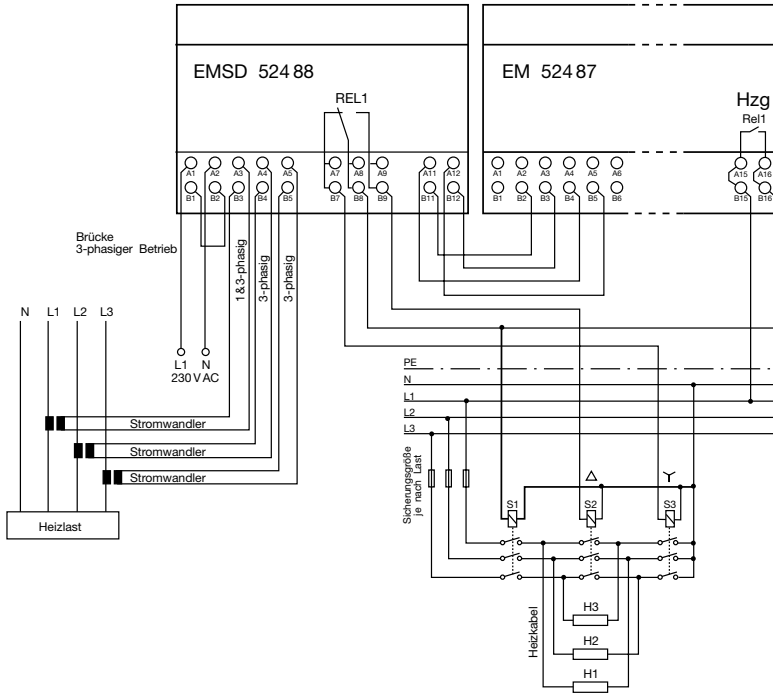 EMSD 524 88
EM 524 87
REL1
Hzg
Rel1
A1 A2 A3 A4 A5 A7 A8 A9 A11 A12
B1 B2 B3 B4 B5 B7 B8 B9 B11 B12
A1 A2 A3 A4 A5 A6 A15 A16
B1 B2 B3 B4 B5 B6 B15 B16
Brücke
3-phasiger Betrieb
1&3-phasig
3-phasig
3-phasig
N L1 L2 L3
L1 N
230 V AC
Stromwandler
Stromwandler
Stromwandler
Heizlast
PE
N
L1
L2
L3
Sicherungsgröße
je nach Last
S1 S2 S3
Heizkabel
H3
H2
H1